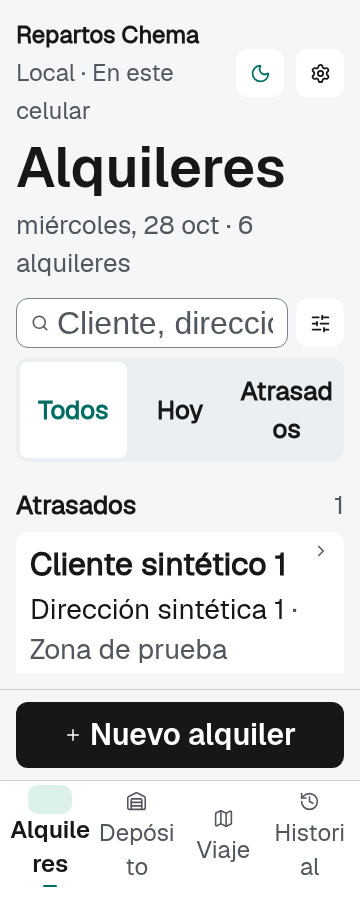 Repartos Chema
Local · En este
celular
Alquileres
miércoles, 28 oct · 6
alquileres
Cliente, direcci
Todos
Hoy
Atrasad
os
Atrasados
1
Cliente sintético 1
Dirección sintética 1 ·
Zona de prueba
+ Nuevo alquiler
Alquile
res
Depósi
to
Viaje
Histori
al